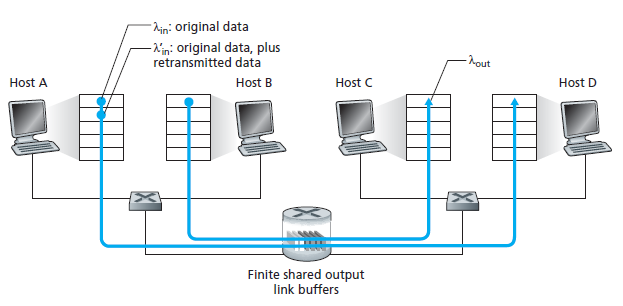 λin: original data
λ’in: original data, plus
retransmitted data
λout
Host A
Host B
Host C
Host D
Finite shared output
link buffers